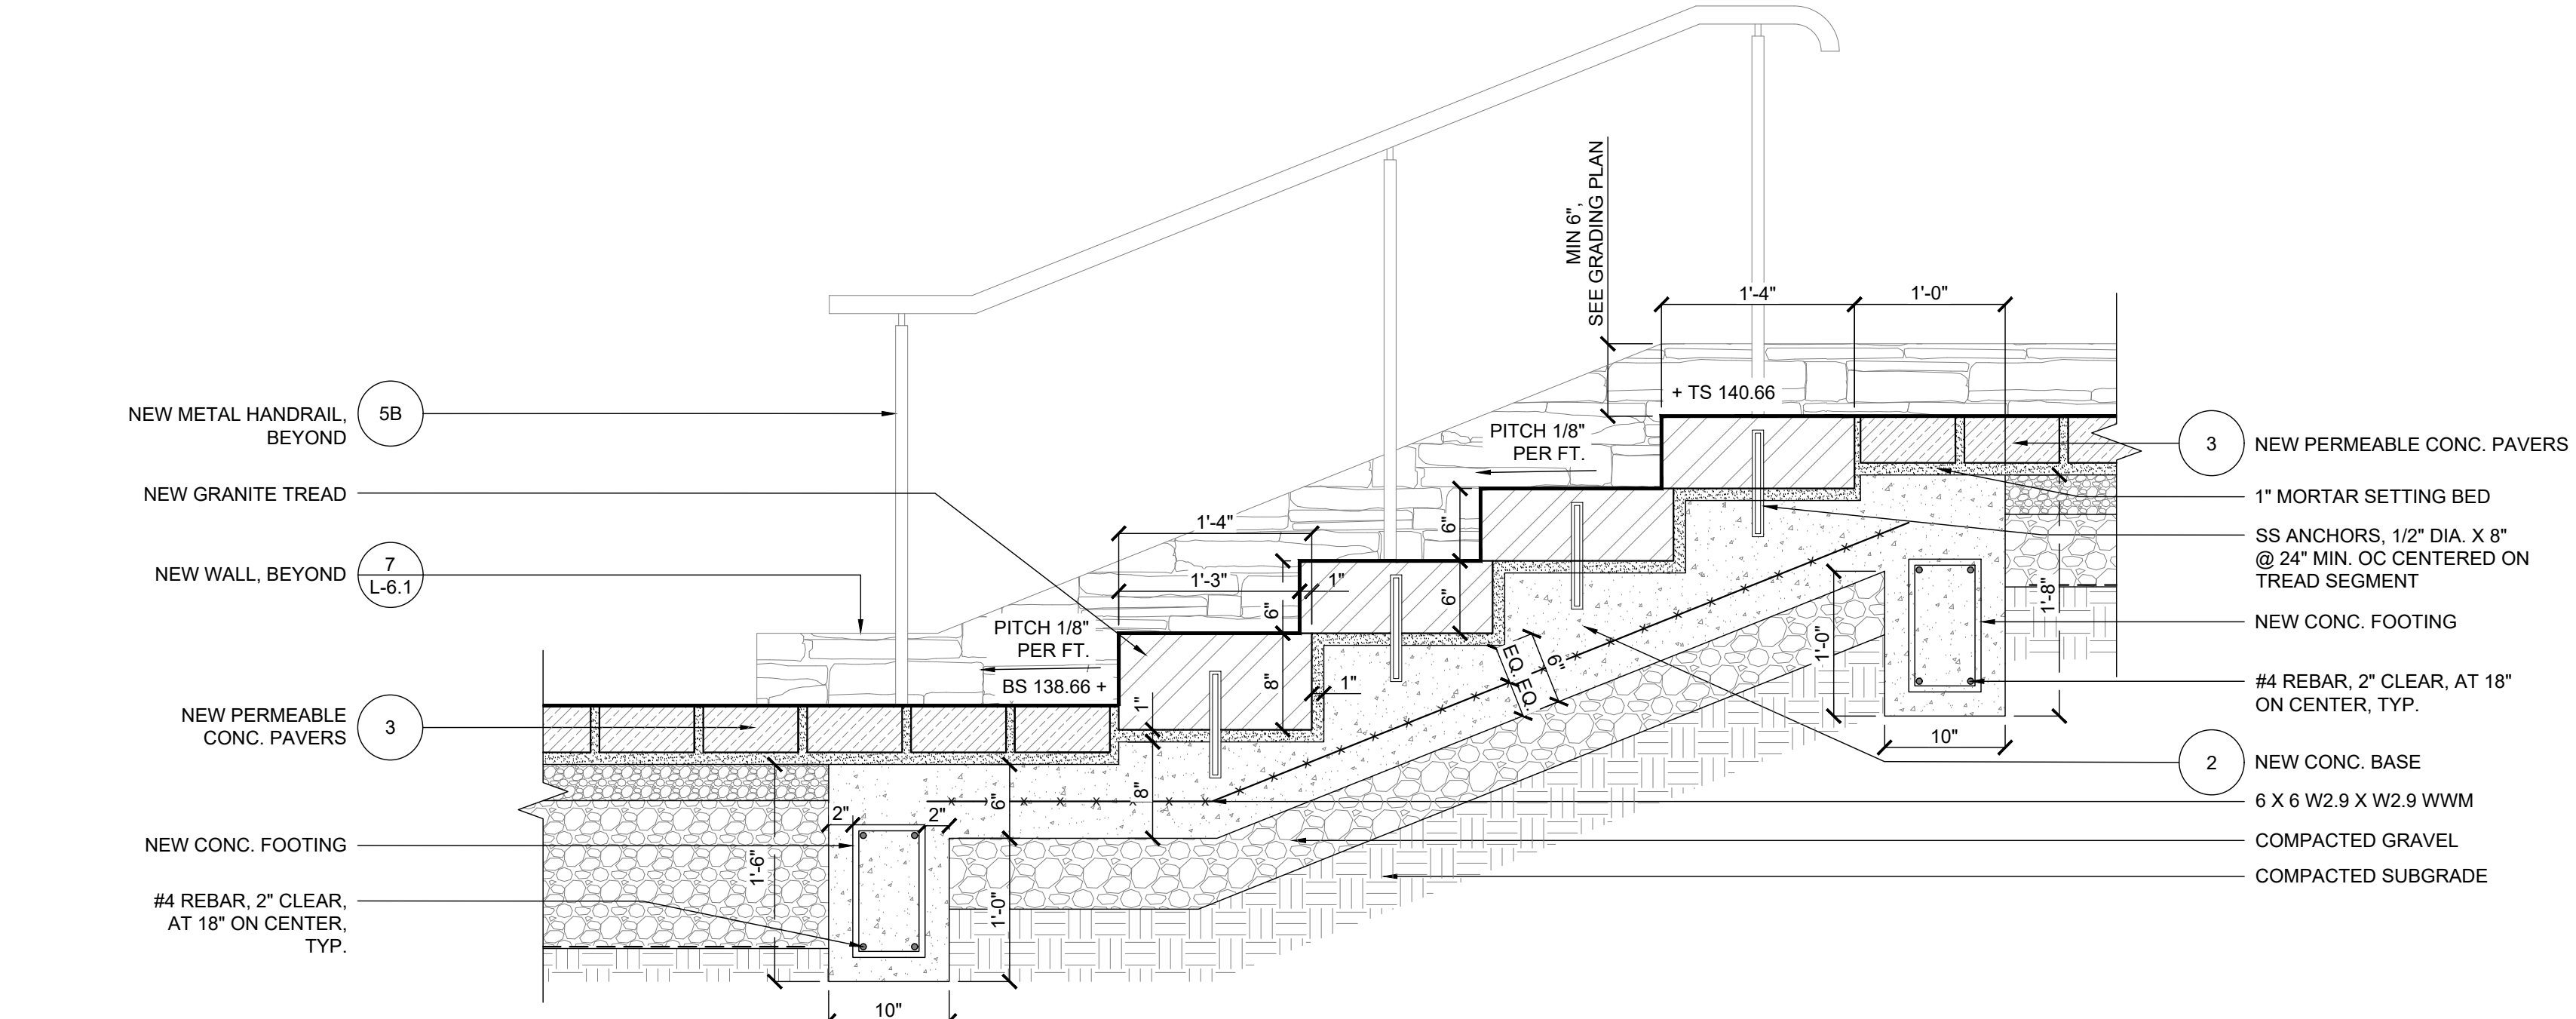 MIN 6",
SEE GRADING PLAN
1'-4"
1'-0"
+ TS 140.66
NEW METAL HANDRAIL,
BEYOND
5B
PITCH 1/8"
PER FT.
3
NEW PERMEABLE CONC. PAVERS
NEW GRANITE TREAD
1" MORTAR SETTING BED
1'-4"
6"
SS ANCHORS, 1/2" DIA. X 8"
@ 24" MIN. OC CENTERED ON
TREAD SEGMENT
NEW WALL, BEYOND
7
L-6.1
1'-3"
1"
6"
6"
1'-8"
NEW CONC. FOOTING
PITCH 1/8"
PER FT.
1'-0"
BS 138.66 +
8"
1"
EQ.
EQ.
6"
#4 REBAR, 2" CLEAR, AT 18"
ON CENTER, TYP.
NEW PERMEABLE
CONC. PAVERS
3
1"
10"
2
NEW CONC. BASE
8"
6"
6 X 6 W2.9 X W2.9 WWM
2"
2"
NEW CONC. FOOTING
COMPACTED GRAVEL
1'-6"
COMPACTED SUBGRADE
#4 REBAR, 2" CLEAR,
AT 18" ON CENTER,
TYP.
1'-0"
10"